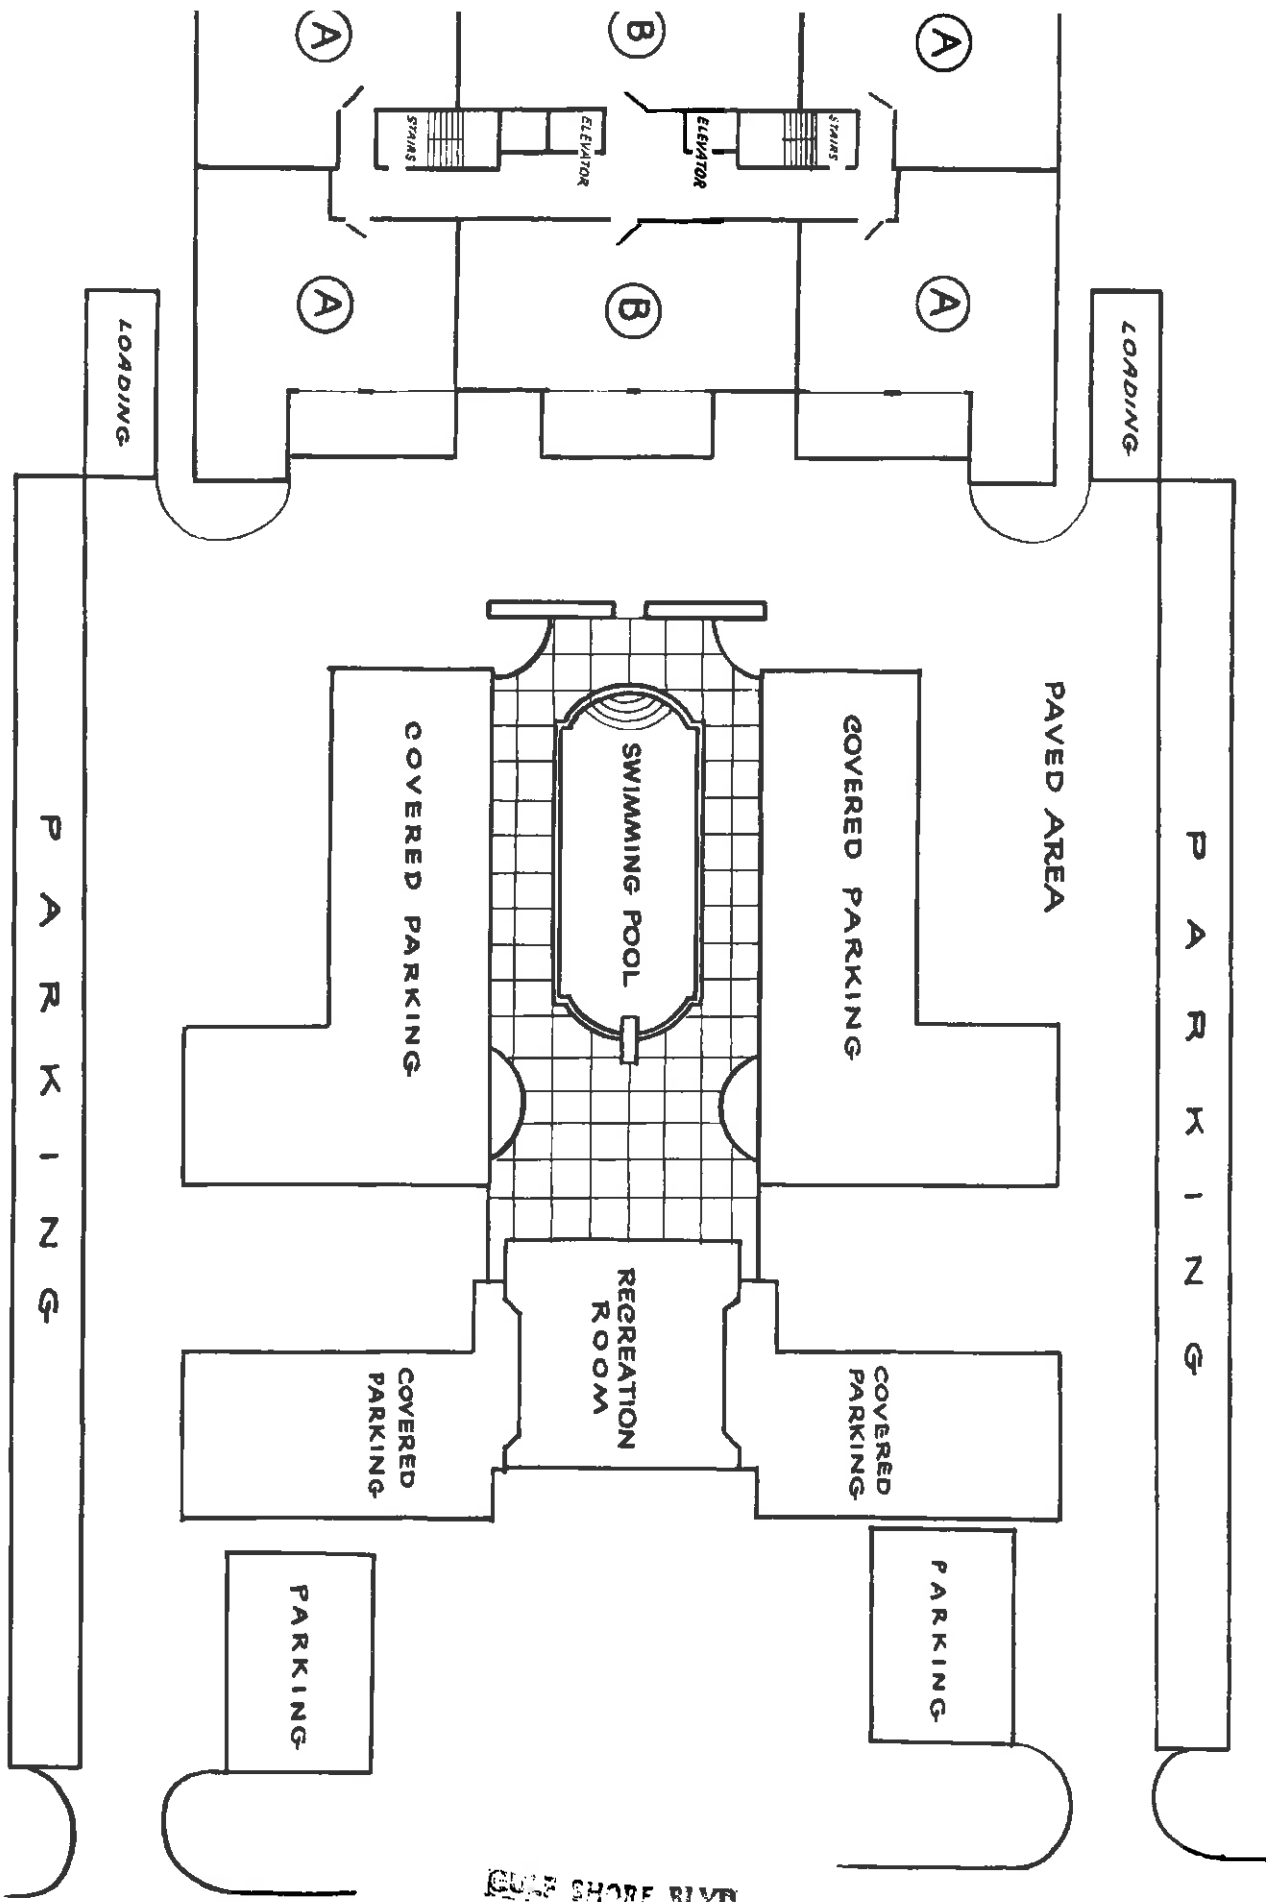 A
B
A
STAIRS
ELEVATOR
ELEVATOR
STAIRS
A
B
A
LOADING
LOADING
PAVED AREA
COVERED PARKING
SWIMMING POOL
COVERED PARKING
PARKING
PARKING
RECREATION
ROOM
COVERED
PARKING
COVERED
PARKING
PARKING
PARKING
GULF SHORE BLVD